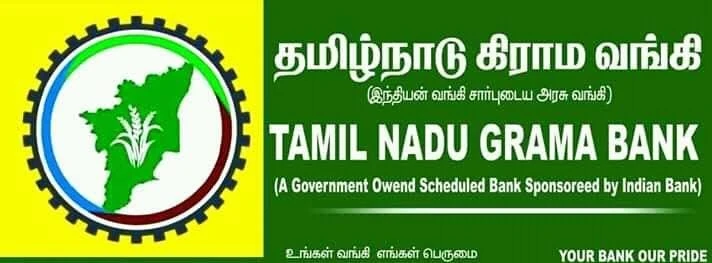 தமிழ்நாடு கிராம வங்கி
(இந்தியன் வங்கி சார்புடைய அரசு வங்கி)
TAMIL NADU GRAMA BANK
(A Government Owend Scheduled Bank Sponsoreed by Indian Bank)
உங்கள் வங்கி எங்கள் பெருமை
YOUR BANK OUR PRIDE